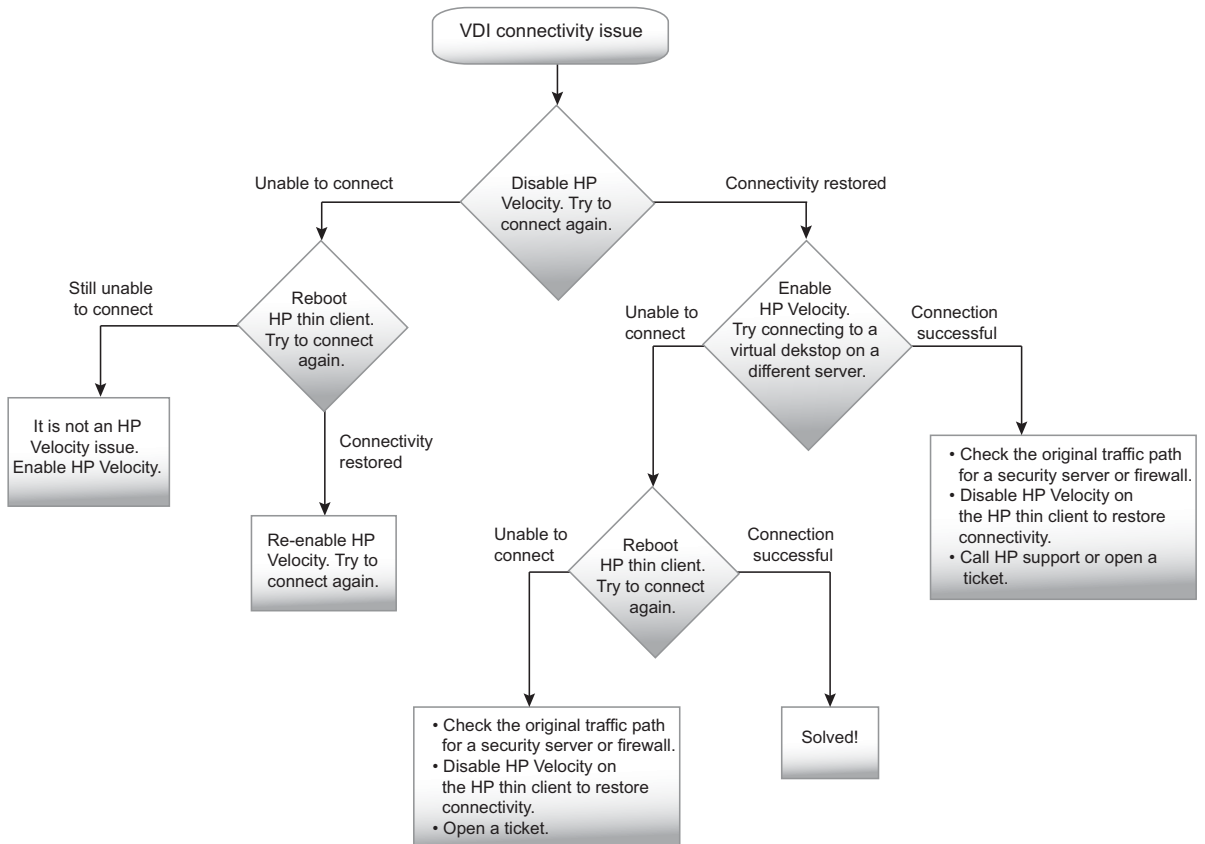 VDI connectivity issue
Disable HP
Velocity. Try to
connect again.
Unable to connect
Connectivity restored
Reboot
HP thin client.
Try to connect
again.
Still unable
to connect
It is not an HP
Velocity issue.
Enable HP Velocity.
Connectivity
restored
Re-enable HP
Velocity. Try to
connect again.
Enable
HP Velocity.
Try connecting to a
virtual dekstop on a
different server.
Unable to
connect
Connection
successful
• Check the original traffic path
for a security server or firewall.
• Disable HP Velocity on
the HP thin client to restore
connectivity.
• Call HP support or open a
ticket.
Reboot
HP thin client.
Try to connect
again.
Unable to
connect
Connection
successful
• Check the original traffic path
for a security server or firewall.
• Disable HP Velocity on
the HP thin client to restore
connectivity.
• Open a ticket.
Solved!